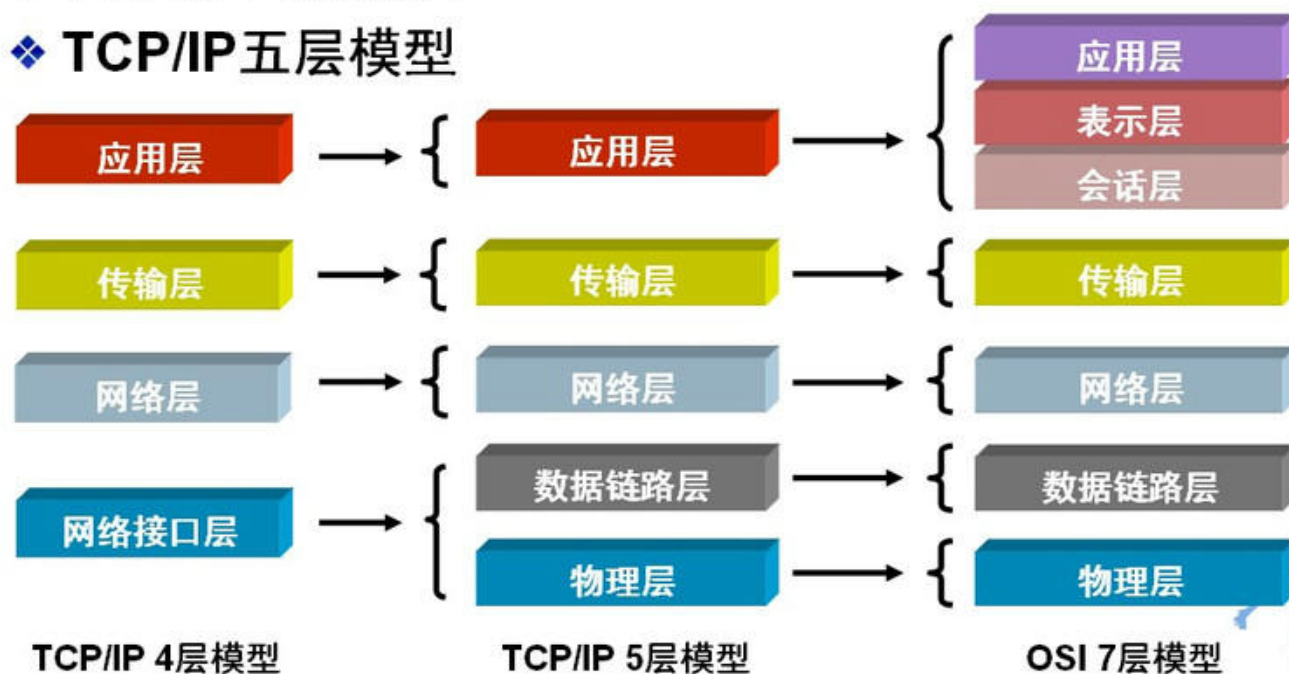 ❖ TCP/IP五层模型
应用层
传输层
网络层
网络接口层
TCP/IP 4层模型
应用层
传输层
网络层
数据链路层
物理层
TCP/IP 5层模型
应用层
表示层
会话层
传输层
网络层
数据链路层
物理层
OSI 7层模型